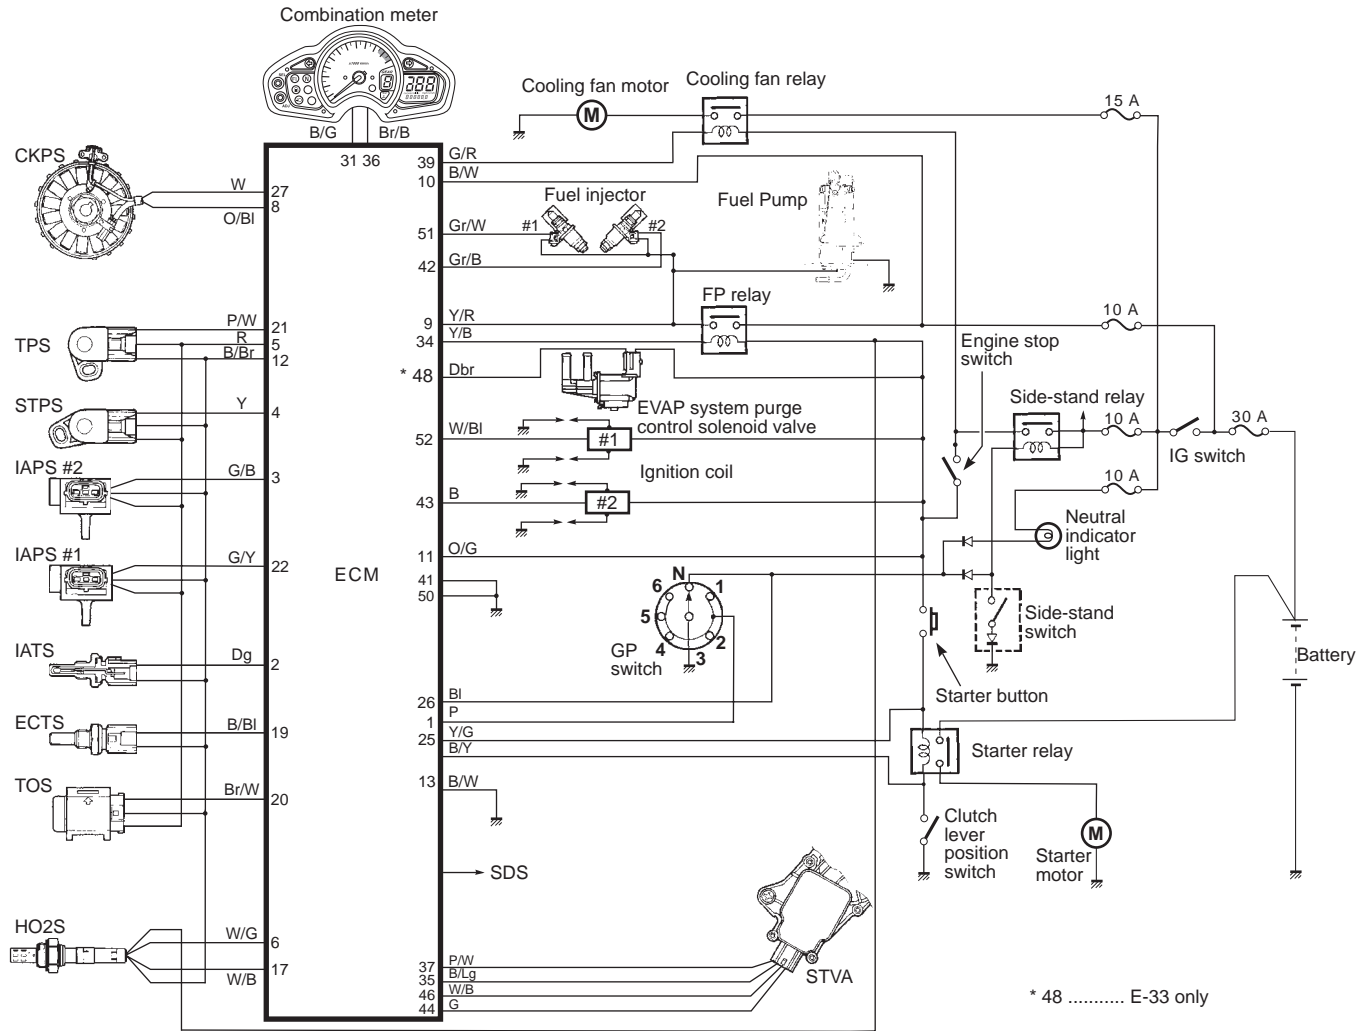 Combination meter
B/G
Br/B
31 36
CKPS
W
27
8
O/Bl
TPS
P/W
21
R
5
B/Br
12
STPS
Y
4
IAPS #2
G/B
3
IAPS #1
G/Y
22
IATS
Dg
2
ECTS
B/Bl
19
TOS
Br/W
20
HO2S
W/G
6
17
W/B
ECM
39
G/R
10
B/W
51
Gr/W
42
Gr/B
9
Y/R
34
Y/B
* 48
Dbr
52
W/Bl
43
B
11
O/G
41
50
26
Bl
1
P
25
Y/G
B/Y
13
B/W
SDS
37
P/W
35
B/Lg
46
W/B
44
G
Cooling fan motor
M
Cooling fan relay
15 A
Fuel injector
#1
#2
Fuel Pump
FP relay
10 A
Engine stop
switch
EVAP system purge
control solenoid valve
#1
Ignition coil
#2
Side-stand relay
10 A
30 A
IG switch
10 A
Neutral
indicator
light
N
1
2
3
4
5
6
GP
switch
Side-stand
switch
Starter button
Battery
Starter relay
Clutch
lever
position
switch
M
Starter
motor
STVA
* 48 ........... E-33 only